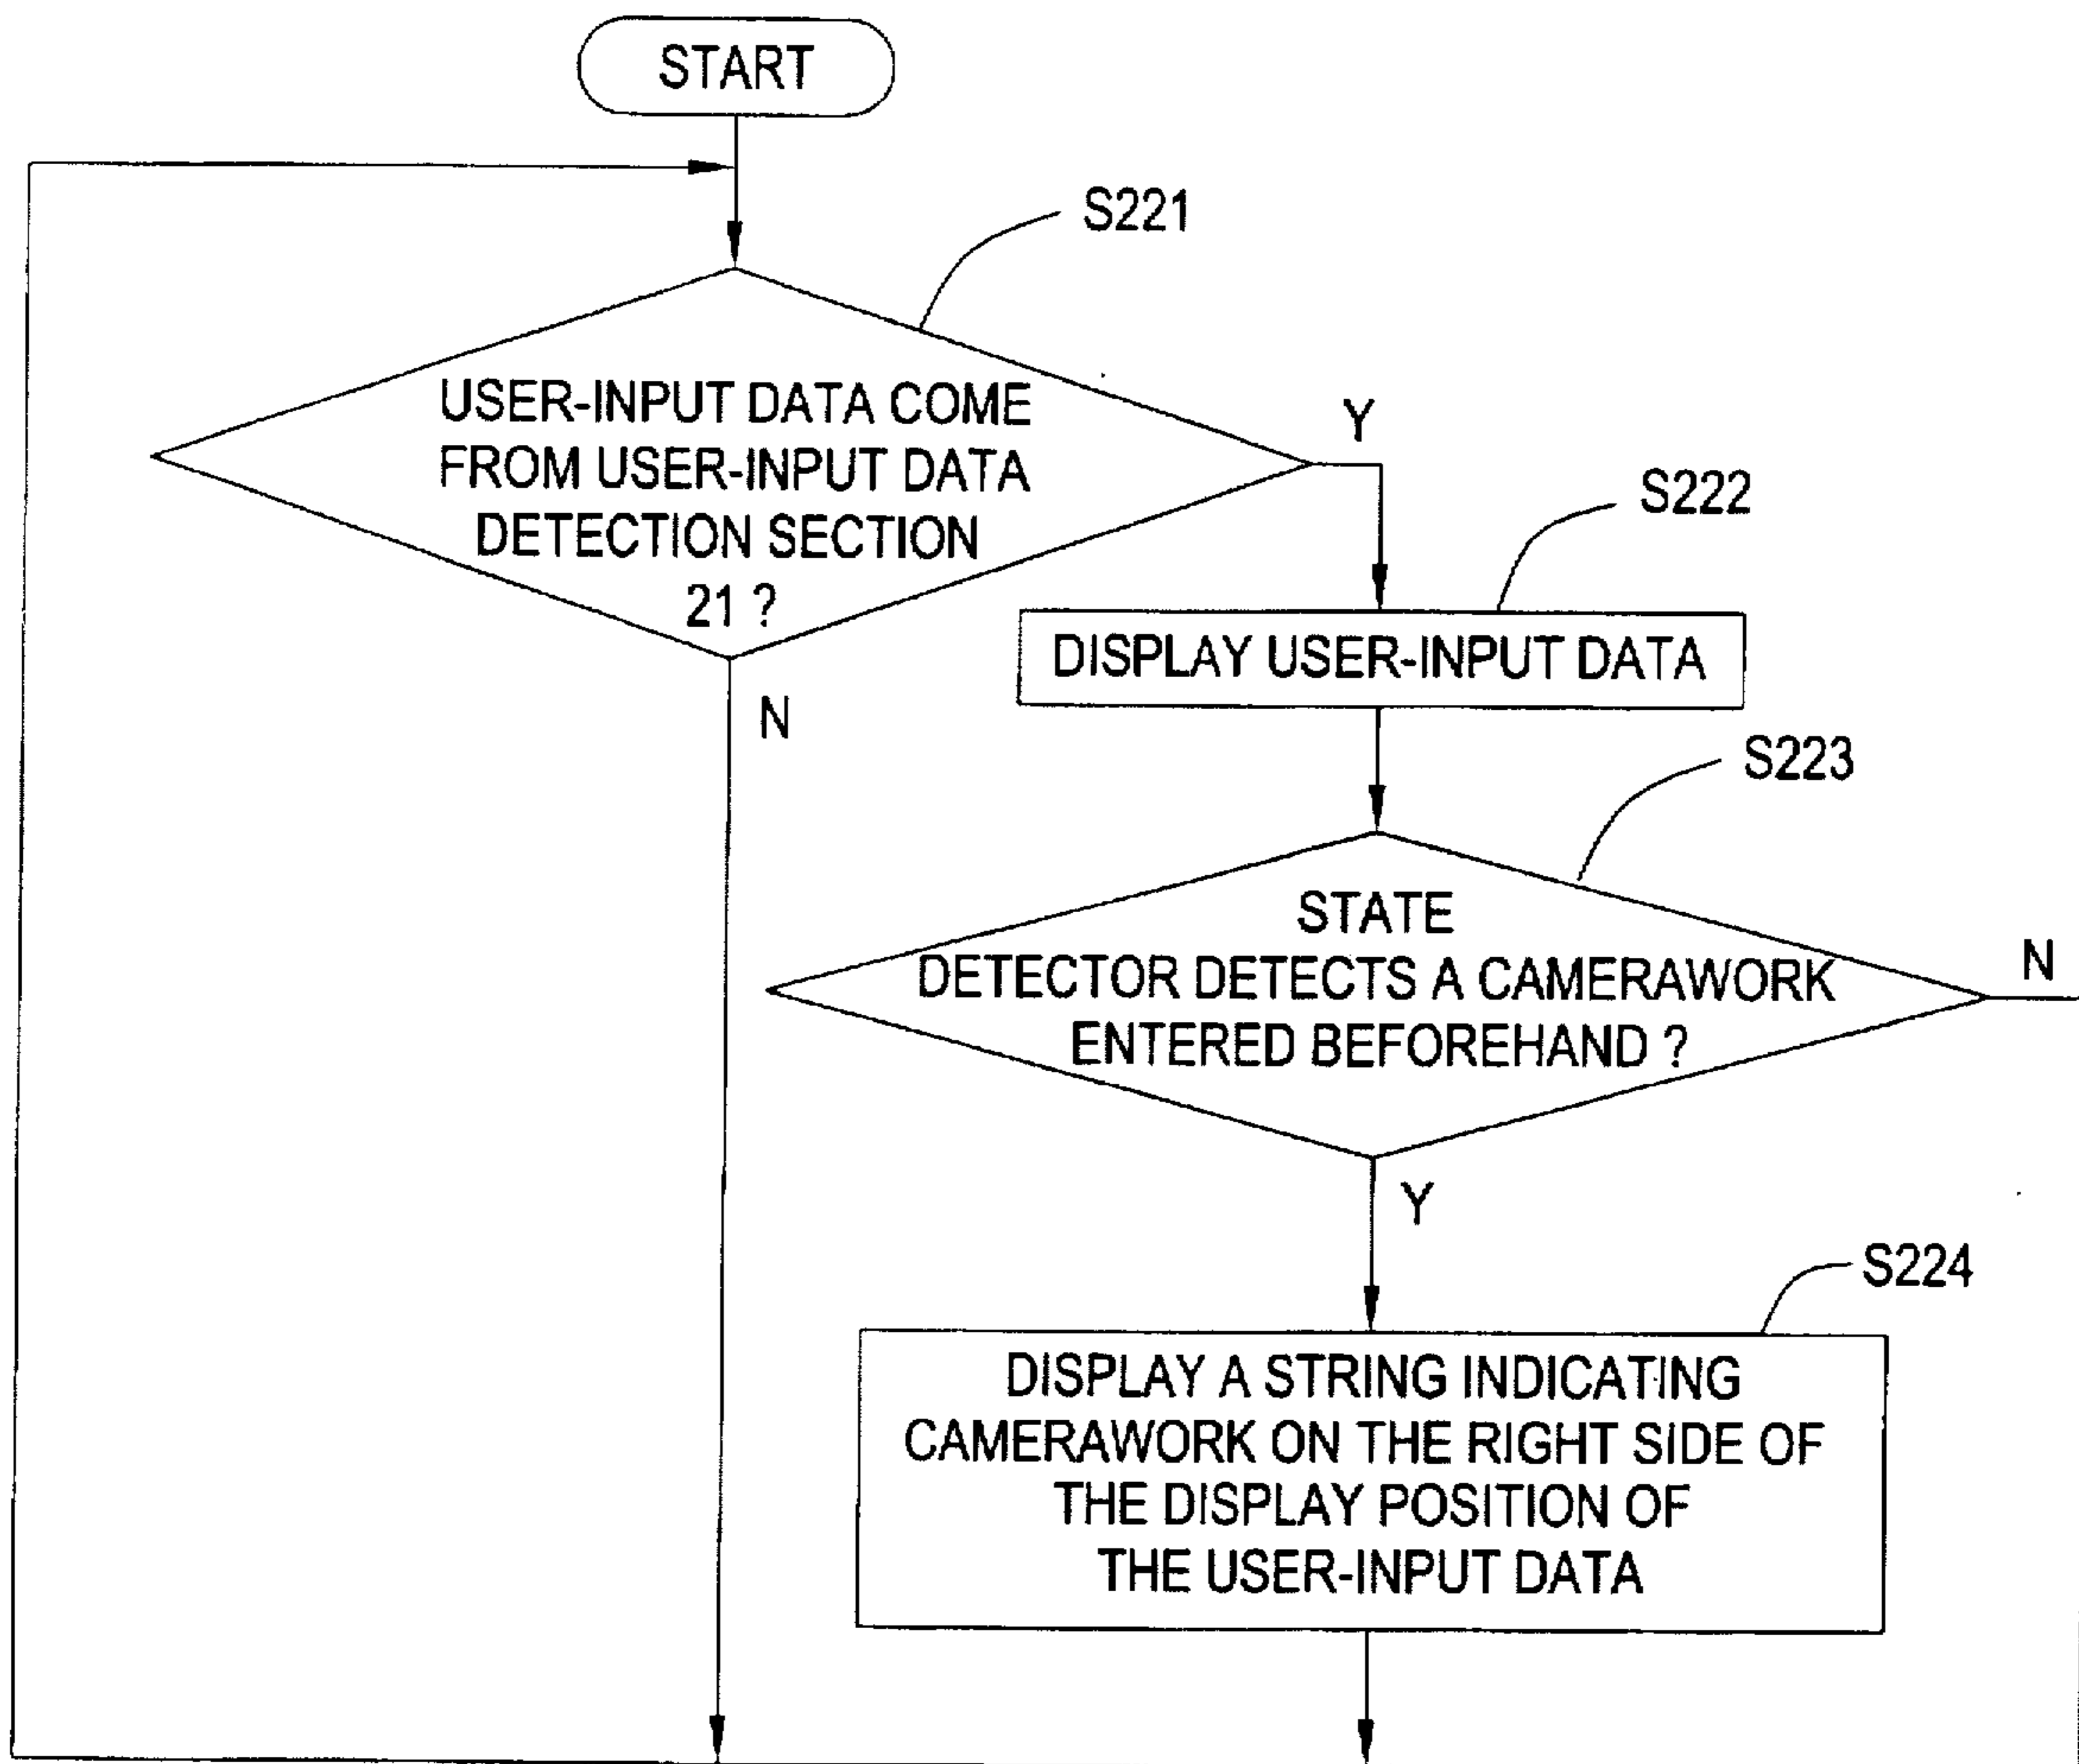 START
S221
USER-INPUT DATA COME
FROM USER-INPUT DATA
DETECTION SECTION
21 ?
Y
N
S222
DISPLAY USER-INPUT DATA
S223
STATE
DETECTOR DETECTS A CAMERAWORK
ENTERED BEFOREHAND ?
N
Y
S224
DISPLAY A STRING INDICATING
CAMERAWORK ON THE RIGHT SIDE OF
THE DISPLAY POSITION OF
THE USER-INPUT DATA